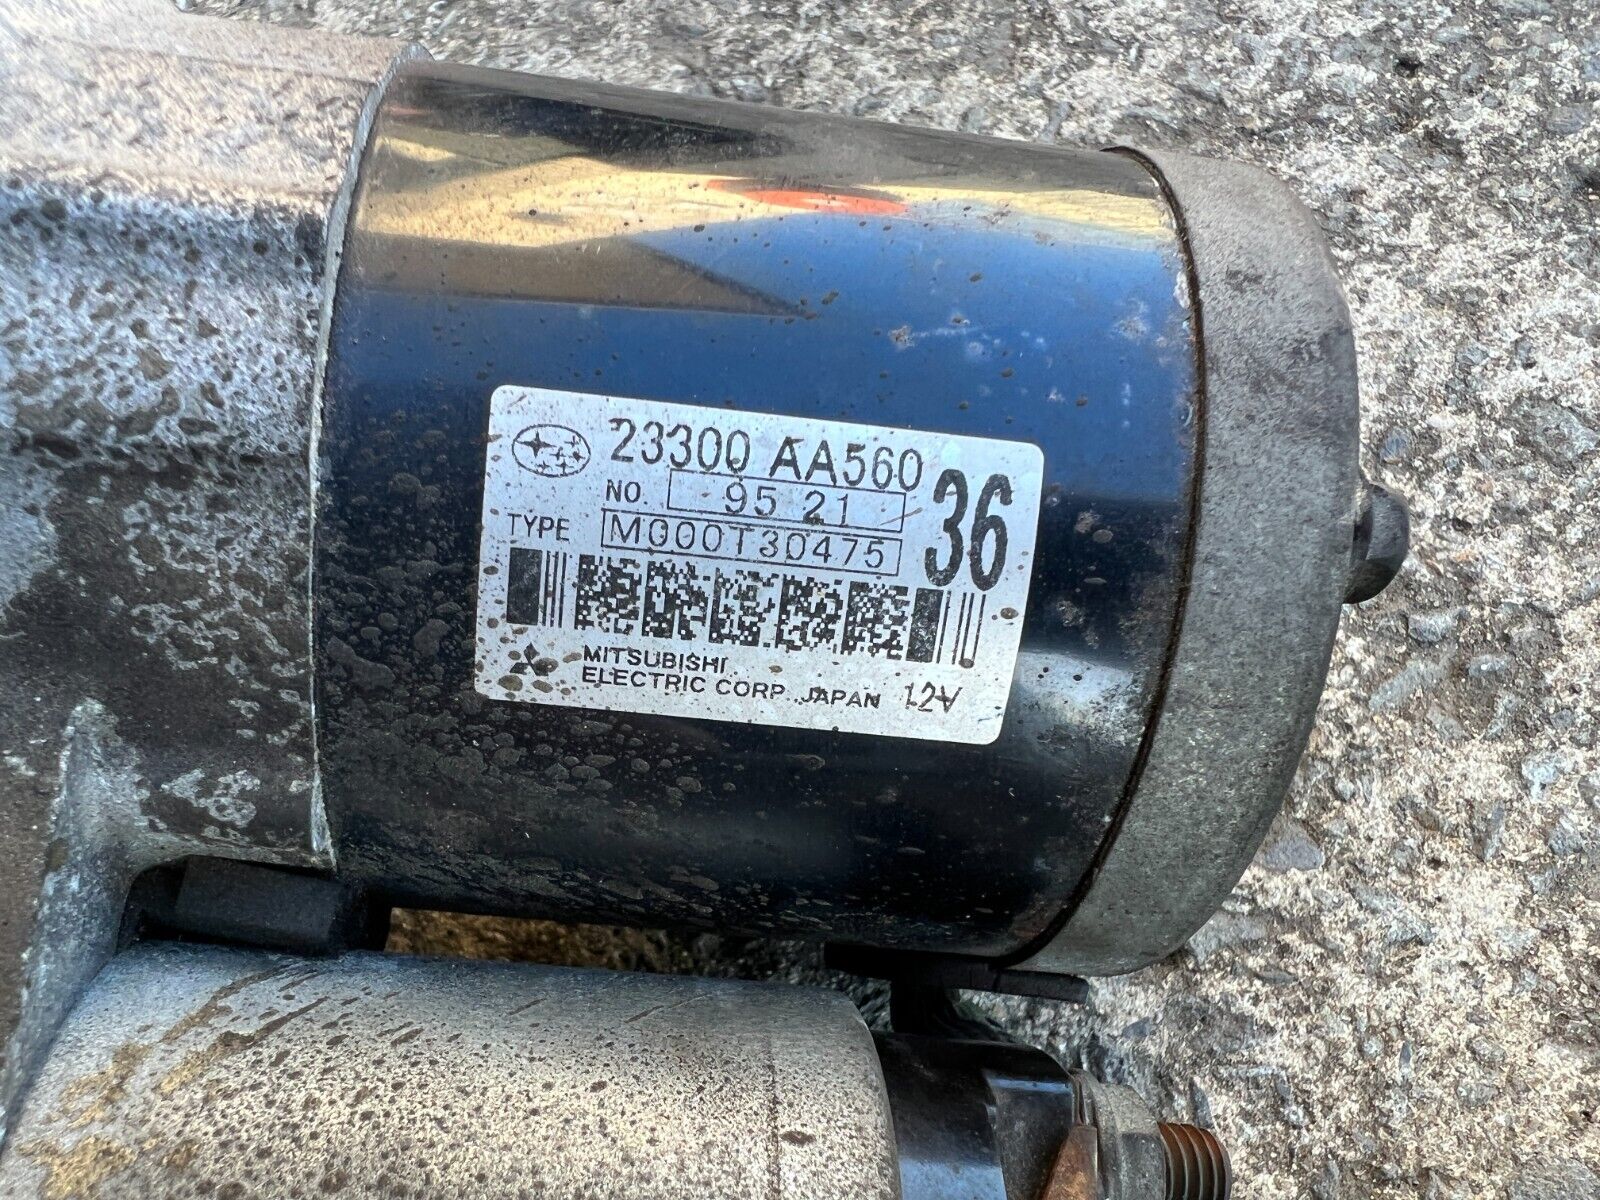 23300 AA560
NO. 95 21
36
TYPE M000T30475
MITSUBISHI
ELECTRIC CORP. JAPAN 12V